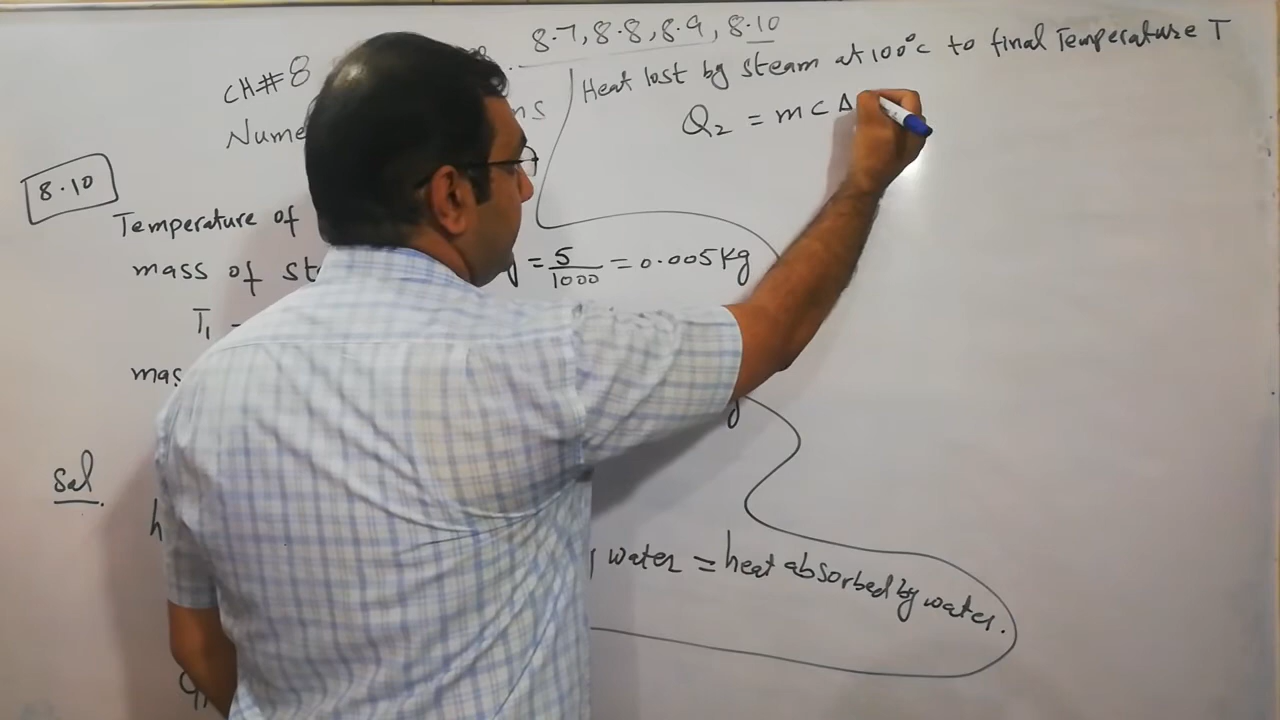 8.7, 8.8, 8.9, 8.10
CH#8
Nume
ns
8.10
Temperature of
mass of st
= 5/1000 = 0.005 kg
T₁
mas
Sol.
h
water = heat absorbed by water.
Heat lost by steam at 100°c to final Temperature T
Q₂ = m c Δ